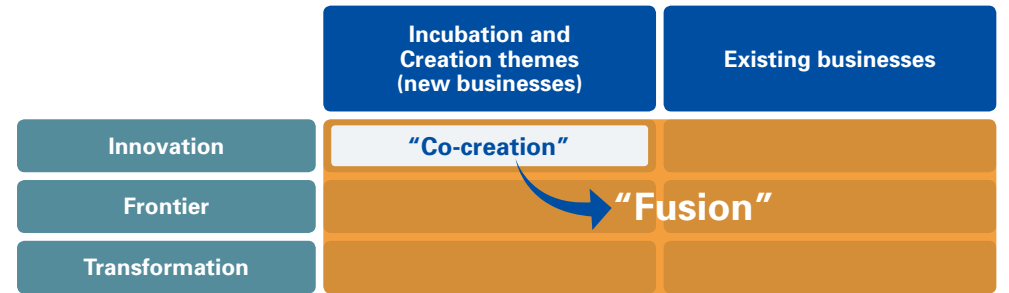 Incubation and
Creation themes
(new businesses)
Existing businesses
Innovation
“Co-creation”
Frontier
“Fusion”
Transformation